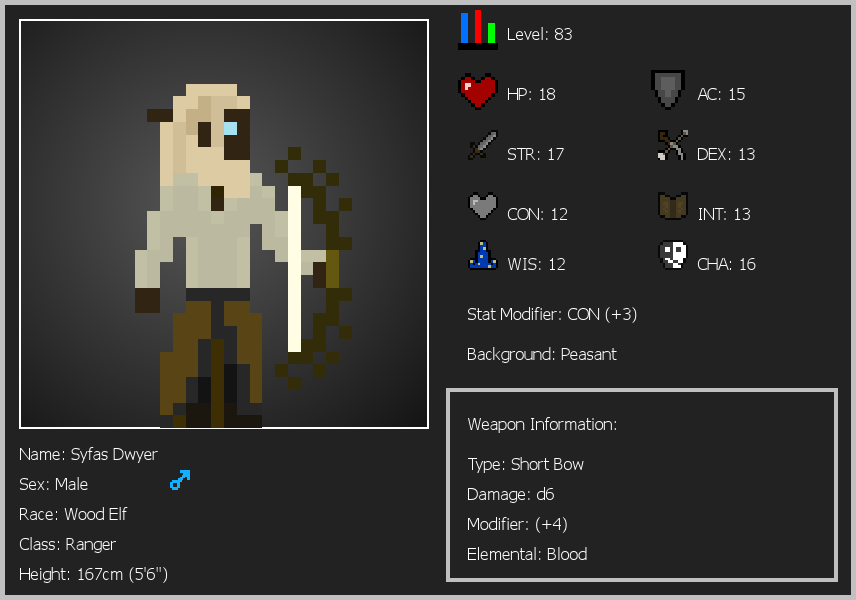 Level: 83
HP: 18
AC: 15
STR: 17
DEX: 13
CON: 12
INT: 13
WIS: 12
CHA: 16
Stat Modifier: CON (+3)
Background: Peasant
Weapon Information:
Type: Short Bow
Damage: d6
Modifier: (+4)
Elemental: Blood
Name: Syfas Dwyer
Sex: Male
Race: Wood Elf
Class: Ranger
Height: 167cm (5'6")